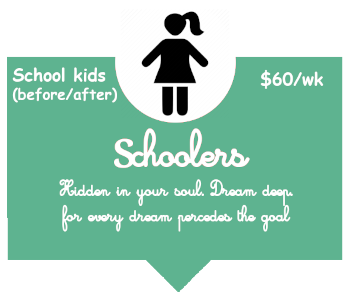 School kids
(before/after)
$60/wk
Schoolers
Hidden in your soul. Dream deep,
for every dream percedes the goal